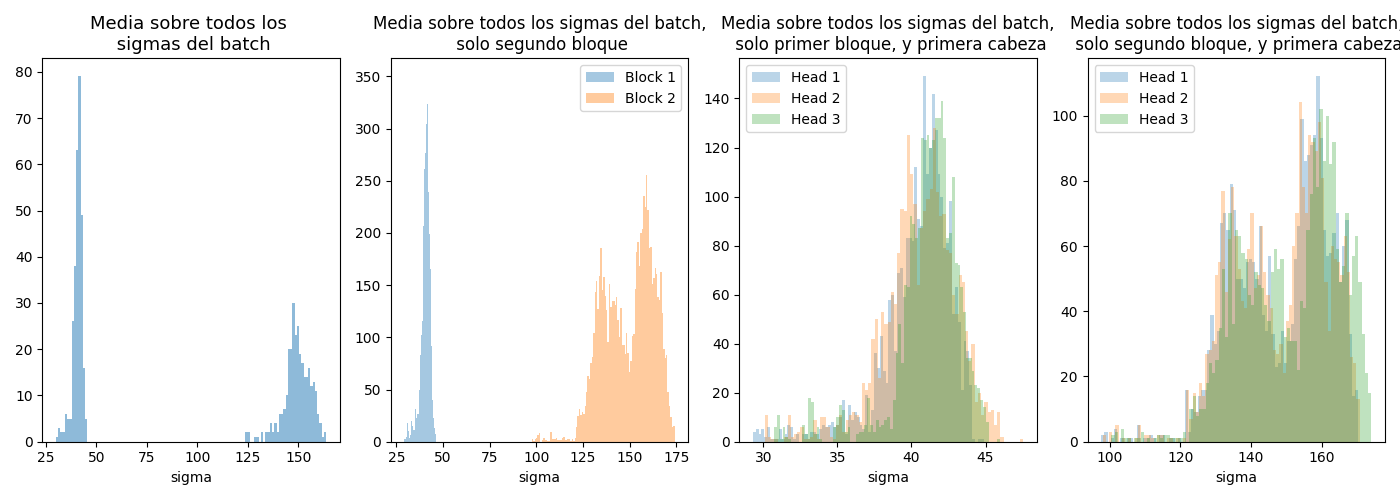 Media sobre todos los
sigmas del batch
80
70
60
50
40
30
20
10
0
25
50
75
100
125
150
sigma
Media sobre todos los sigmas del batch,
solo segundo bloque
350
300
250
200
150
100
50
0
Block 1
Block 2
25
50
75
100
125
150
175
sigma
Media sobre todos los sigmas del batch,
solo primer bloque, y primera cabeza
140
120
100
80
60
40
20
0
Head 1
Head 2
Head 3
30
35
40
45
sigma
Media sobre todos los sigmas del batch,
solo segundo bloque, y primera cabeza
100
80
60
40
20
0
Head 1
Head 2
Head 3
100
120
140
160
sigma